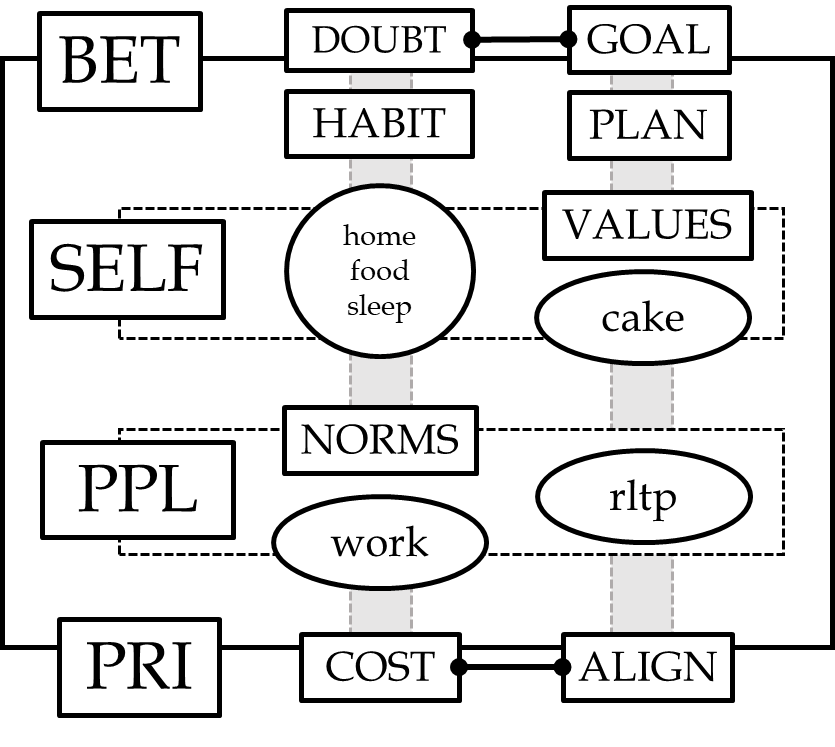 BET
DOUBT
GOAL
HABIT
PLAN
SELF
home
food
sleep
VALUES
cake
PPL
NORMS
work
rltp
PRI
COST
ALIGN